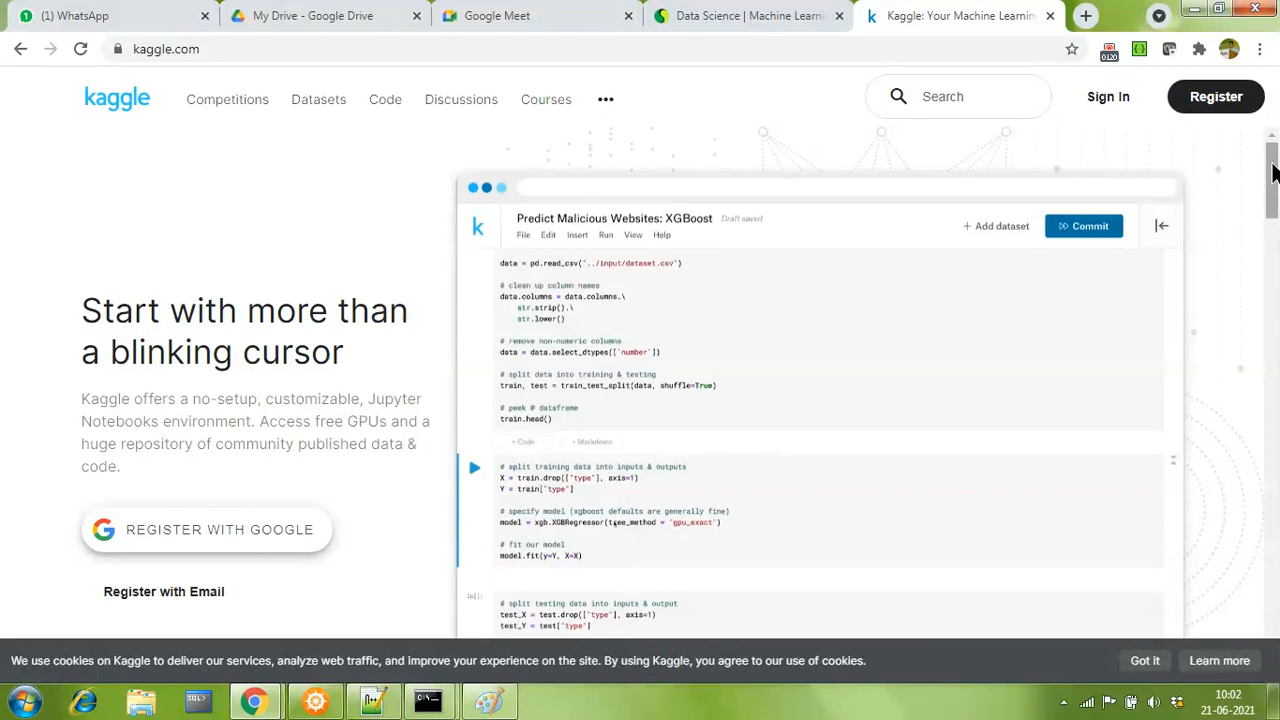 (1) WhatsApp
My Drive - Google Drive
Google Meet
Data Science | Machine Learni
Kaggle: Your Machine Learning
kaggle.com
0120
kaggle
Competitions
Datasets
Code
Discussions
Courses
•••
Search
Sign In
Register
Start with more than
a blinking cursor
Kaggle offers a no-setup, customizable, Jupyter
Notebooks environment. Access free GPUs and a
huge repository of community published data &
code.
REGISTER WITH GOOGLE
Register with Email
k
Predict Malicious Websites: XGBoost
Draft saved
File Edit Insert Run View Help
+ Add dataset
Commit
data = pd.read_csv("../input/dataset.csv")
# clean up column names
data.columns = data.columns.\
str.strip().\
str.lower()
# remove non-numeric columns
data = data.select_dtypes(['number'])
# split data into training & testing
train, test = train_test_split(data, shuffle=True)
# peek @ dataframe
train.head()
+ Code
+ Markdown
# split training data into inputs & outputs
X = train.drop(["type"], axis=1)
Y = train["type"]
# specify model (xgboost defaults are generally fine)
model = xgb.XGBRegressor(tree_method = 'gpu_exact')
# fit our model
model.fit(y=Y, X=X)
In[]:
# split testing data into inputs & output
test_X = test.drop(["type"], axis=1)
test_Y = test["type"]
We use cookies on Kaggle to deliver our services, analyze web traffic, and improve your experience on the site. By using Kaggle, you agree to our use of cookies.
Got it
Learn more
SQL>
10:02
21-06-2021